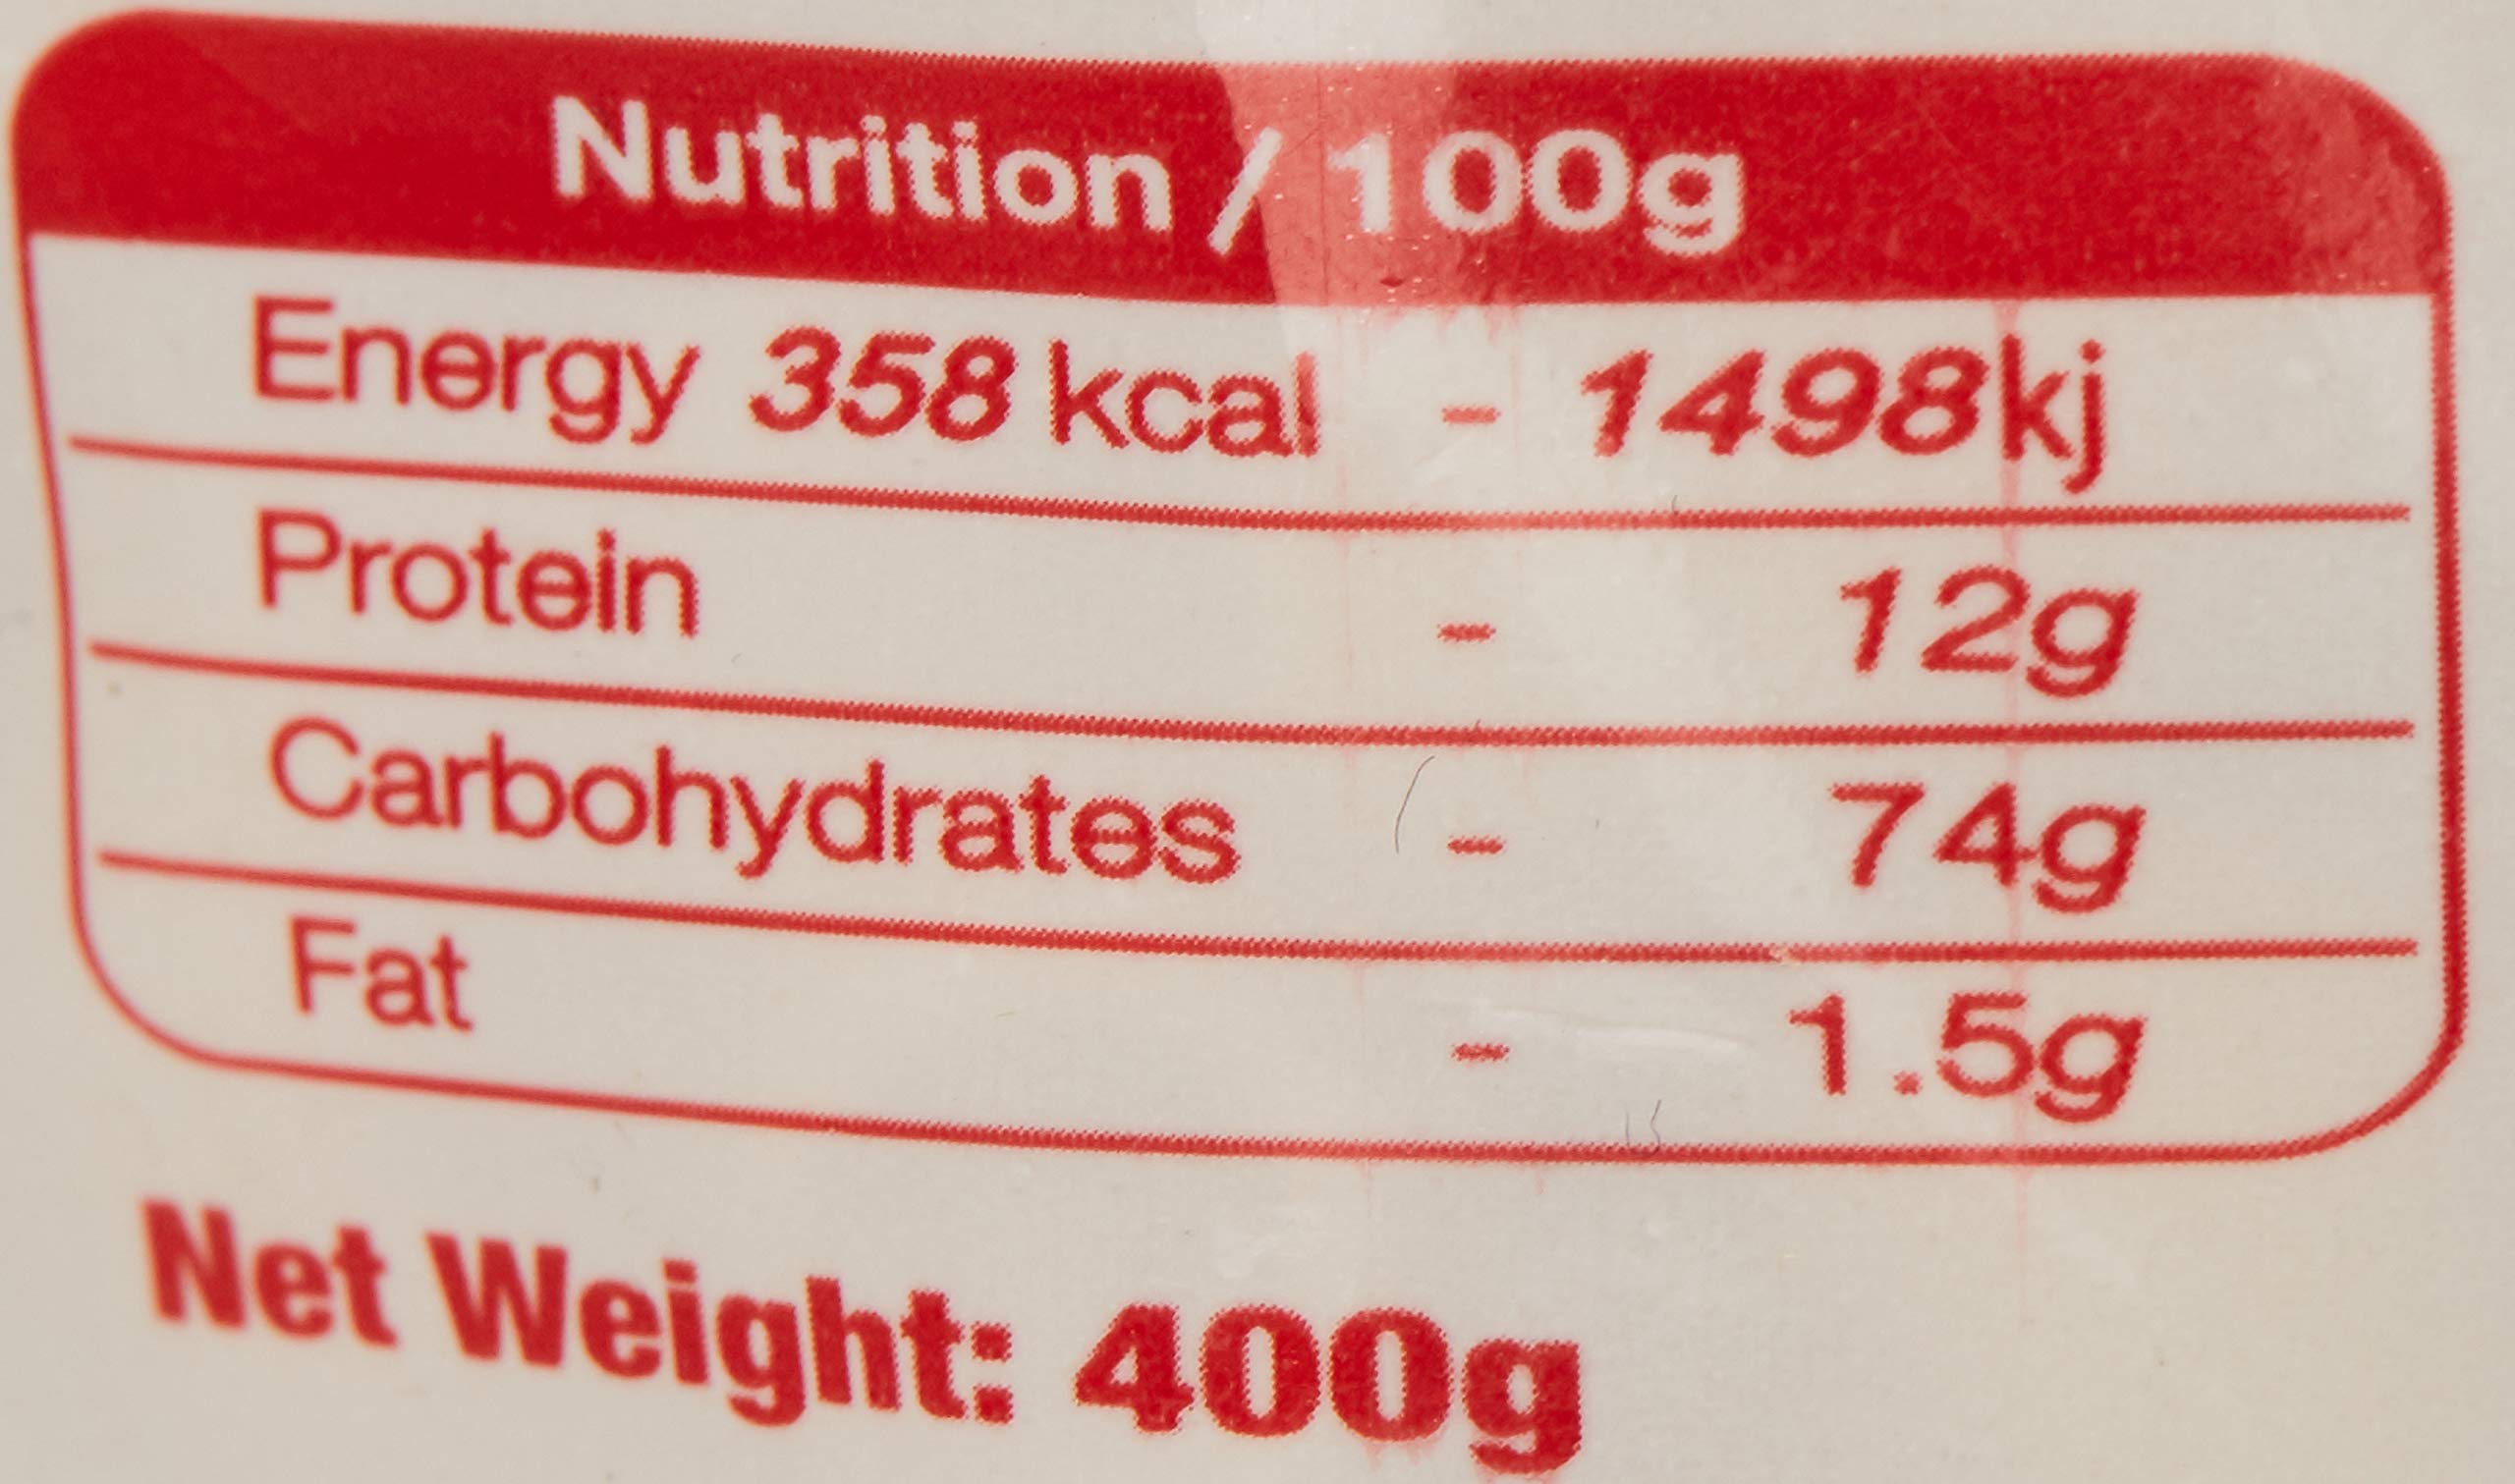 Nutrition / 100g
Energy 358 kcal - 1498kj
Protein - 12g
Carbohydrates - 74g
Fat - 1.5g
Net Weight: 400g